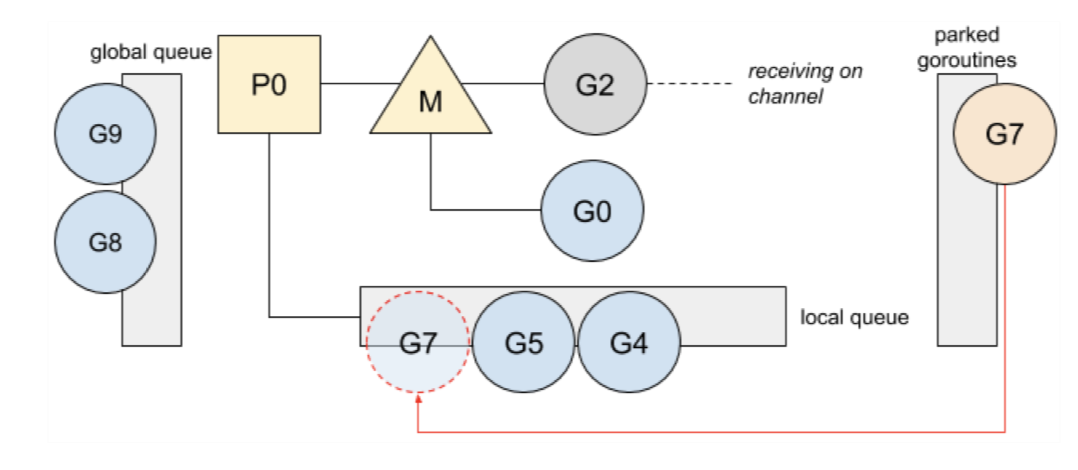 global queue
P0
M
G2
receiving on
channel
parked
goroutines
G9
G7
G8
G0
G7
G5
G4
local queue